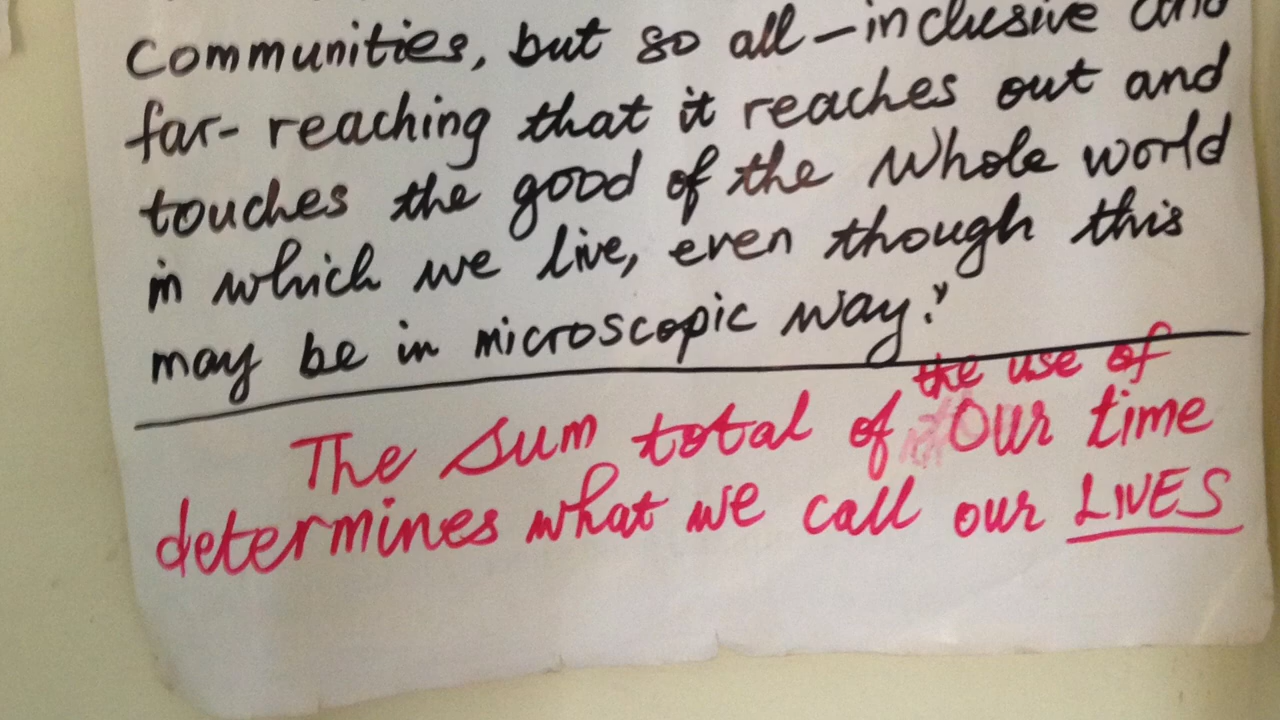 Communities, but so all-inclusive and
far- reaching that it reaches out and
touches the good of the whole world
in which we live, even though this
may be in microscopic way."
the use of
The sum total of our time
determines what we call our LIVES